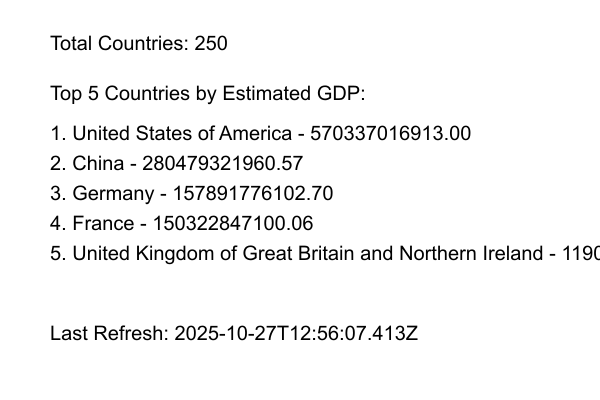 Total Countries: 250
Top 5 Countries by Estimated GDP:
1. United States of America - 570337016913.00
2. China - 280479321960.57
3. Germany - 157891776102.70
4. France - 150322847100.06
5. United Kingdom of Great Britain and Northern Ireland - 1190
Last Refresh: 2025-10-27T12:56:07.413Z